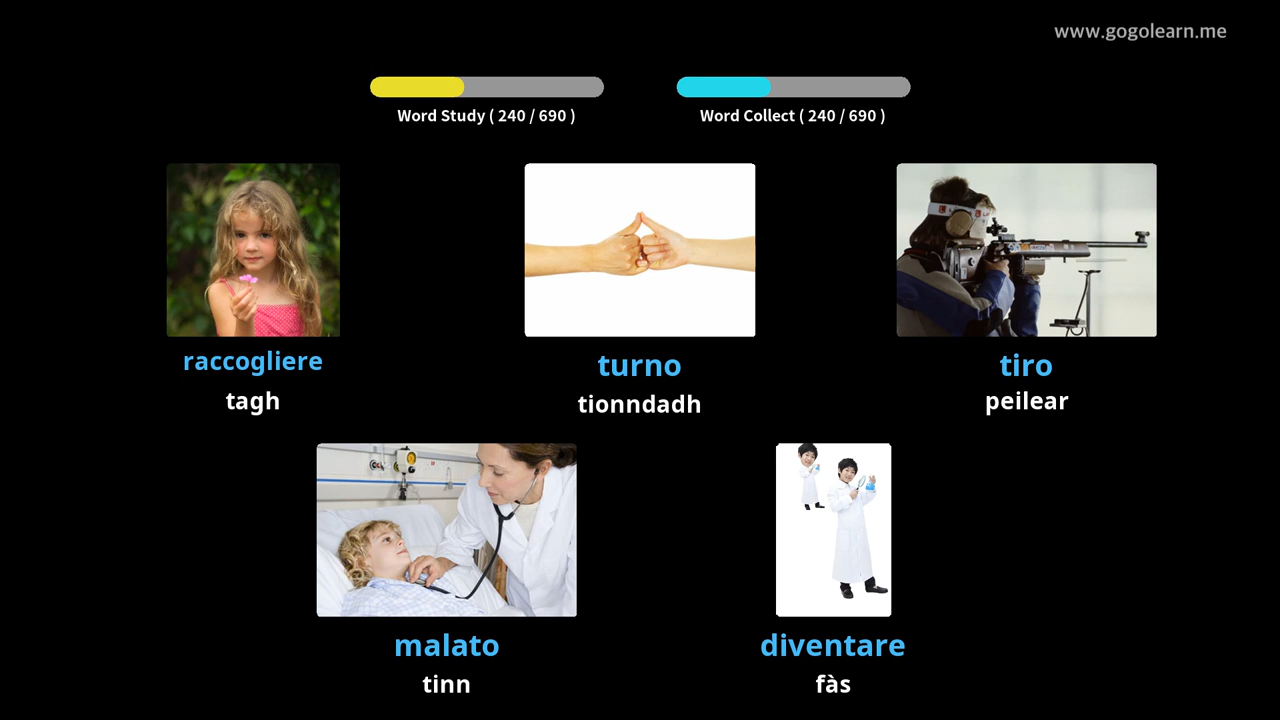 www.gogolearn.me
Word Study ( 240 / 690 )
Word Collect ( 240 / 690 )
raccogliere
tagh
turno
tionndadh
tiro
peilear
malato
tinn
diventare
fàs